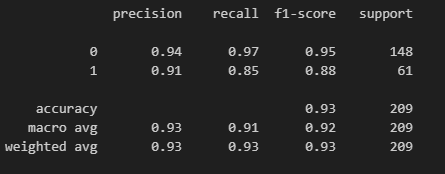 precision recall f1-score support
0 0.94 0.97 0.95 148
1 0.91 0.85 0.88 61
accuracy 0.93 209
macro avg 0.93 0.91 0.92 209
weighted avg 0.93 0.93 0.93 209